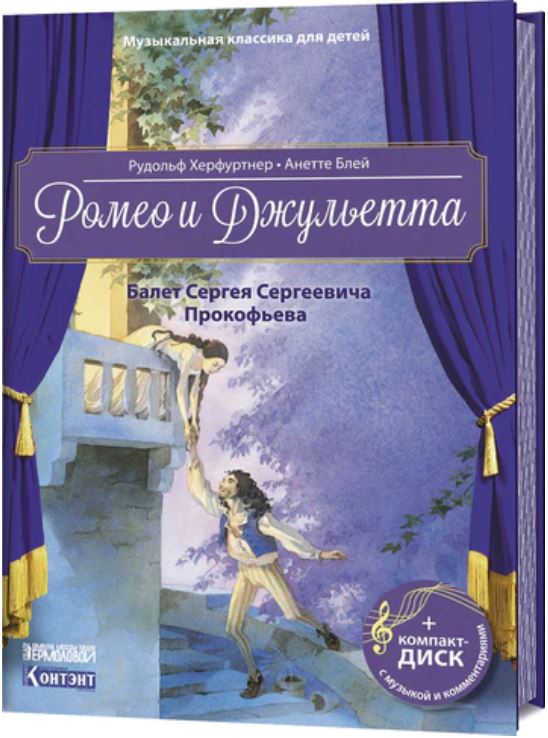 Музыкальная классика для детей
Рудольф Херфуртнер • Анетте Блей
Ромео и Джульетта
Балет Сергея Сергеевича
Прокофьева
+
компакт-
ДИСК
с музыкой и комментариями
ЕРМОЛОВОЙ
КОНТЭНТ